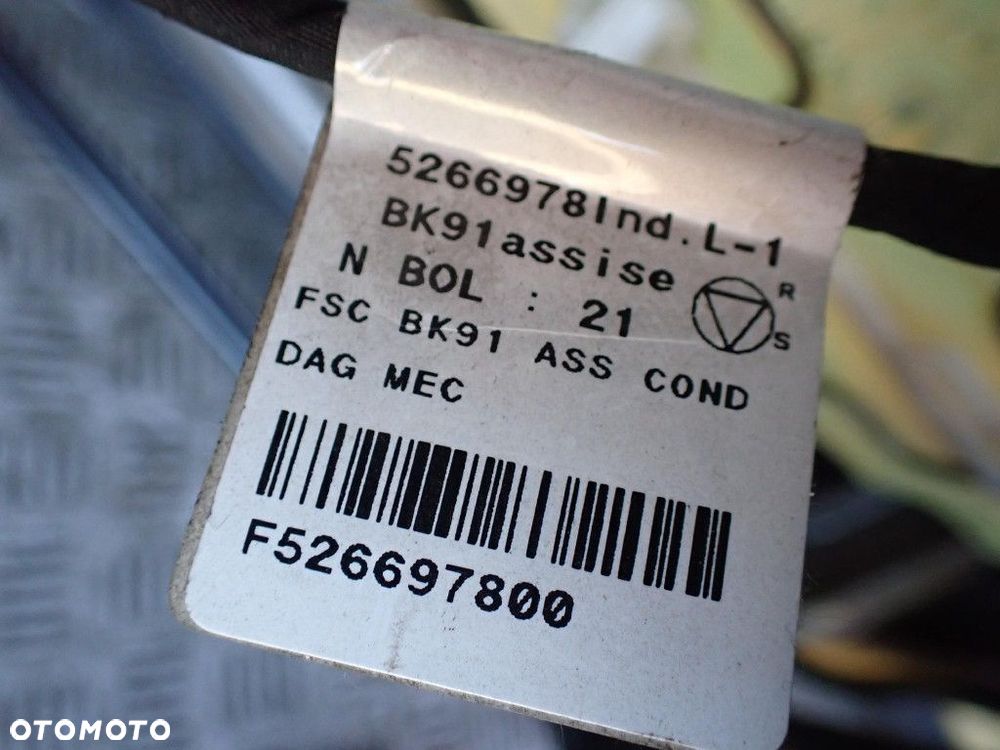 5266978Ind.L-1
BK91assise
N BOL : 21
R
S
FSC BK91 ASS COND
DAG MEC
F526697800
OTOMOTO